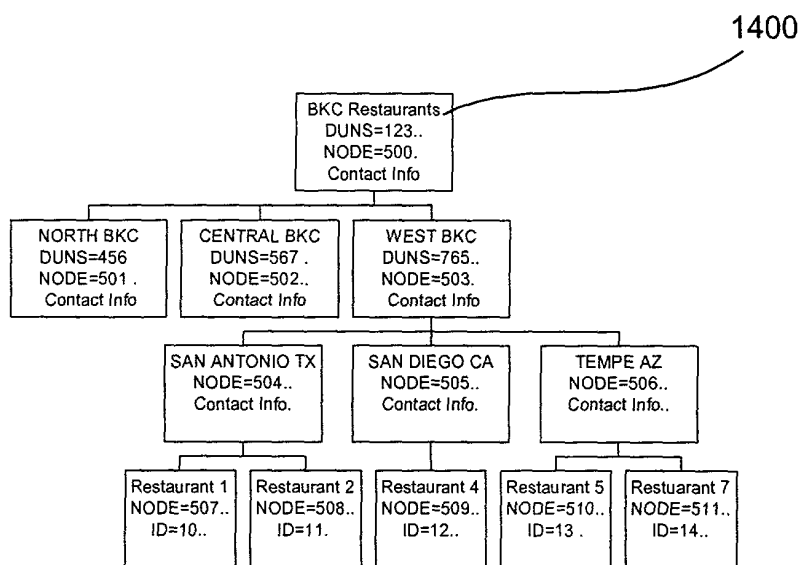 1400
BKC Restaurants
DUNS=123..
NODE=500.
Contact Info
NORTH BKC
DUNS=456
NODE=501 .
Contact Info
CENTRAL BKC
DUNS=567 .
NODE=502..
Contact Info
WEST BKC
DUNS=765..
NODE=503.
Contact Info
SAN ANTONIO TX
NODE=504..
Contact Info.
SAN DIEGO CA
NODE=505..
Contact Info.
TEMPE AZ
NODE=506..
Contact Info..
Restaurant 1
NODE=507..
ID=10..
Restaurant 2
NODE=508..
ID=11.
Restaurant 4
NODE=509..
ID=12..
Restaurant 5
NODE=510..
ID=13 .
Restuarant 7
NODE=511..
ID=14..